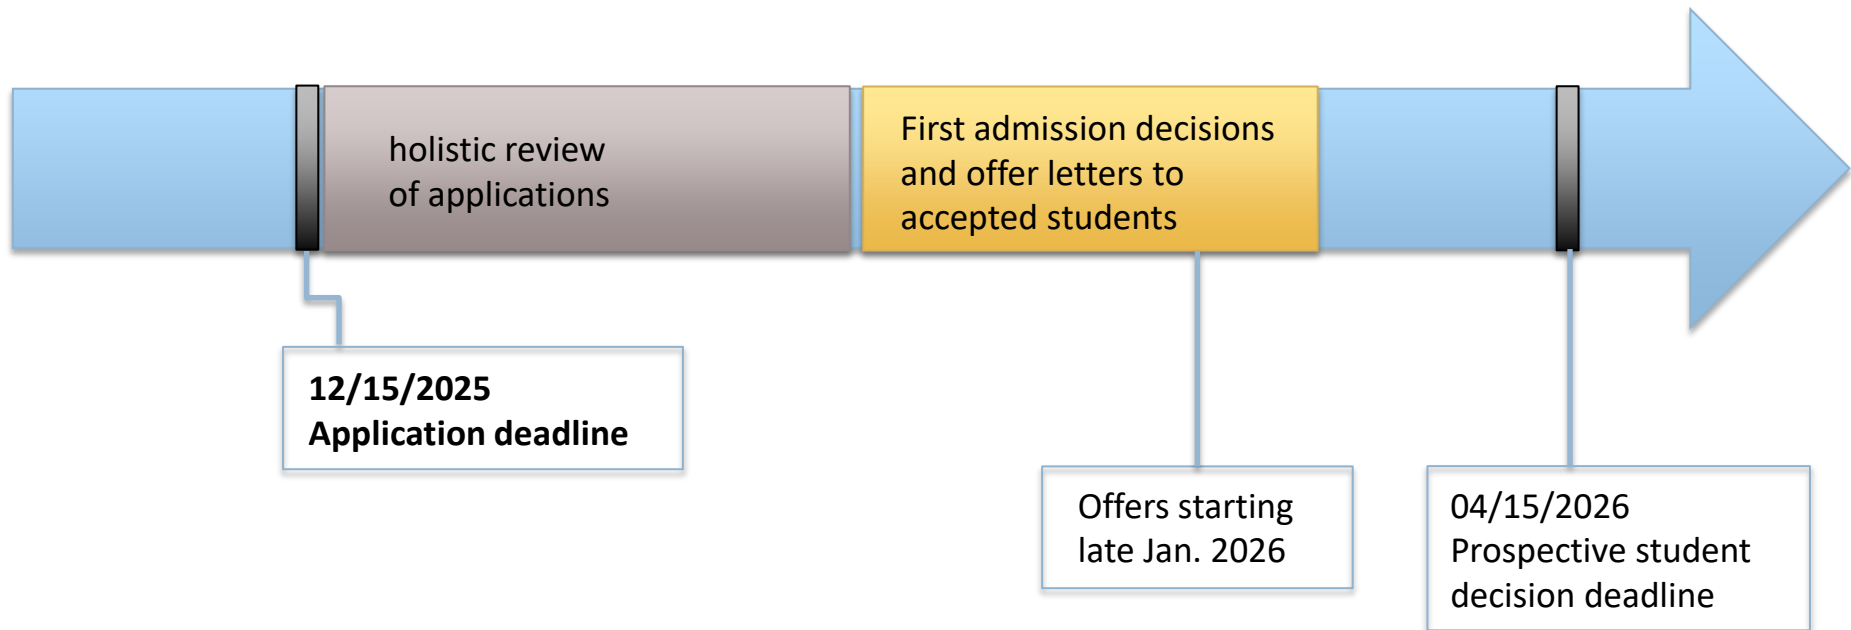 holistic review
of applications
First admission decisions
and offer letters to
accepted students
12/15/2025
Application deadline
Offers starting
late Jan. 2026
04/15/2026
Prospective student
decision deadline